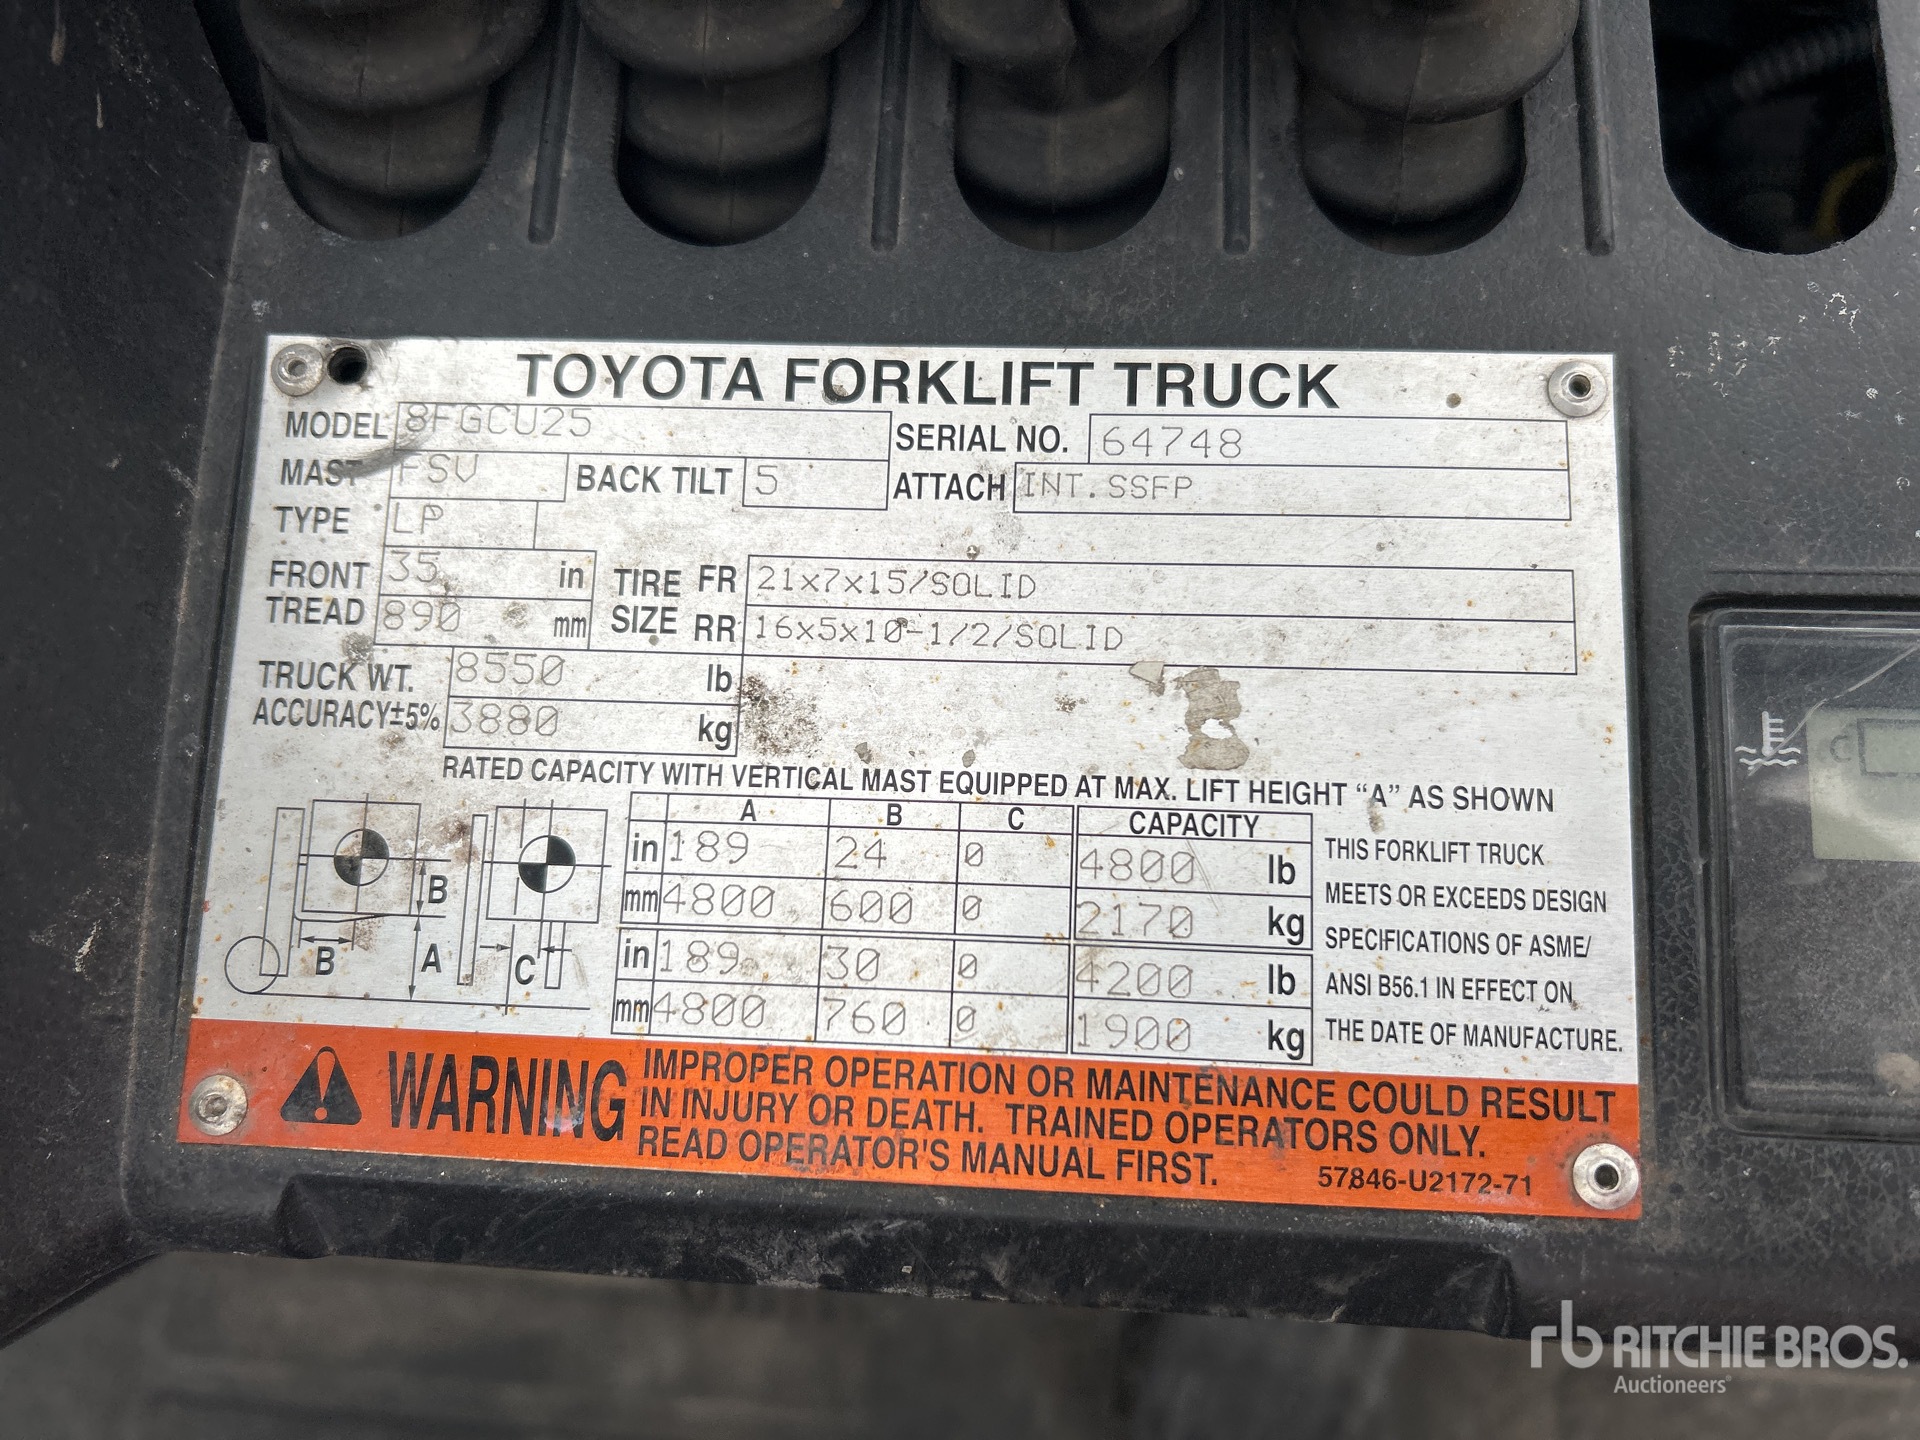 TOYOTA FORKLIFT TRUCK
MODEL 8FGCU25 SERIAL NO. 64748
MAST FSV BACK TILT 5 ATTACH INT.SSFP
TYPE LP
FRONT TREAD 35 in 890 mm
TIRE SIZE FR 21x7x15/SOLID
RR 16x5x10-1/2/SOLID
TRUCK WT. 8550 lb
ACCURACY±5% 3880 kg
RATED CAPACITY WITH VERTICAL MAST EQUIPPED AT MAX. LIFT HEIGHT “A” AS SHOWN
A B C CAPACITY
in 189 24 0 4800 lb
mm 4800 600 0 2170 kg
in 189 30 0 4200 lb
mm 4800 760 0 1900 kg
B B A C
THIS FORKLIFT TRUCK
MEETS OR EXCEEDS DESIGN
SPECIFICATIONS OF ASME/
ANSI B56.1 IN EFFECT ON
THE DATE OF MANUFACTURE.
WARNING
IMPROPER OPERATION OR MAINTENANCE COULD RESULT
IN INJURY OR DEATH. TRAINED OPERATORS ONLY.
READ OPERATOR'S MANUAL FIRST.
57846-U2172-71
C
rb RITCHIE BROS.
Auctioneers